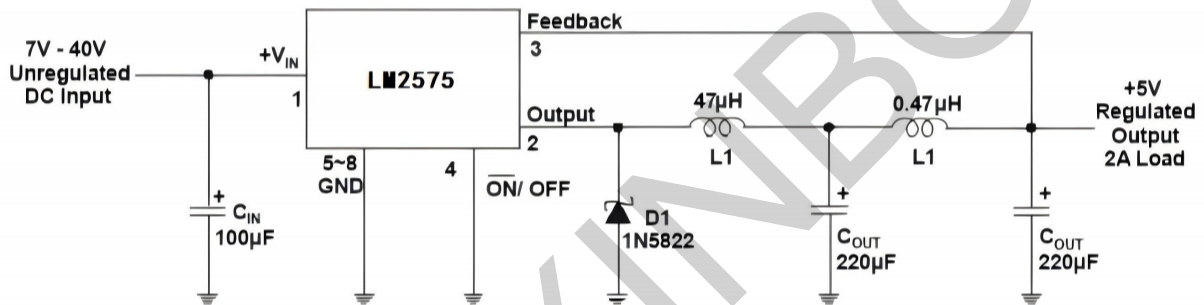 7V - 40V
Unregulated
DC Input
+VIN
1
LM2575
Feedback
3
Output
2
5~8
GND
4
ON/ OFF
CIN
100µF
+
D1
1N5822
47µH
L1
0.47µH
L1
+
COUT
220µF
+
COUT
220µF
+5V
Regulated
Output
2A Load